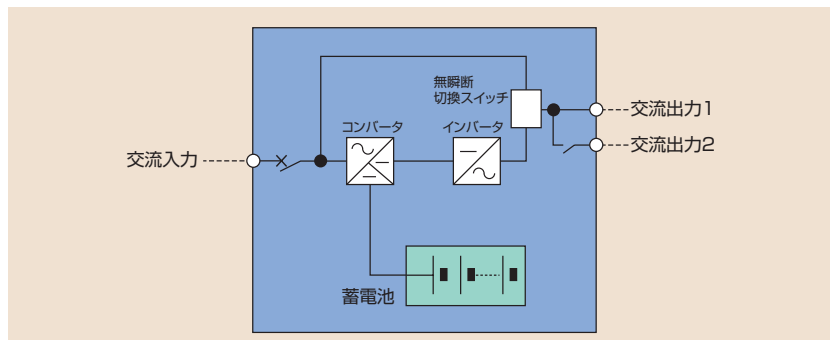 無瞬断
切換スイッチ
交流出力1
コンバータ
インバータ
交流出力2
交流入力
蓄電池